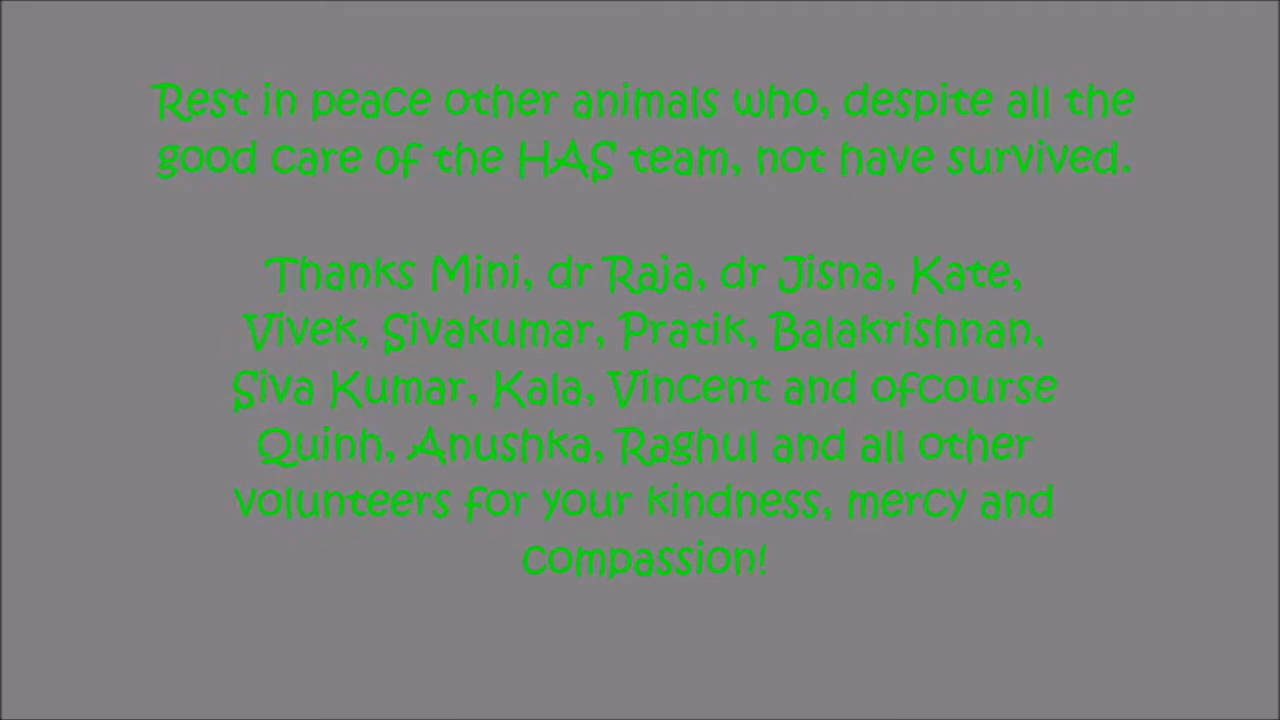 Rest in peace other animals who, despite all the
good care of the HAS team, not have survived.
Thanks Mini, dr Raja, dr Jisna, Kate,
Vivek, Sivakumar, Pratik, Balakrishnan,
Siva Kumar, Kala, Vincent and ofcourse
Quinh, Anushka, Raghul and all other
volunteers for your kindness, mercy and
compassion!